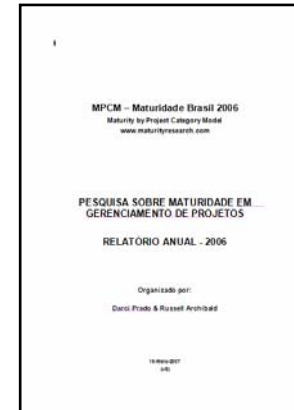 MPCM – Maturidade Brasil 2006
Maturity by Project Category Model
www.maturityresearch.com
PESQUISA SOBRE MATURIDADE EM
GERENCIAMENTO DE PROJETOS
RELATÓRIO ANUAL - 2006
Organizado por:
Darci Prado & Russell Archibald